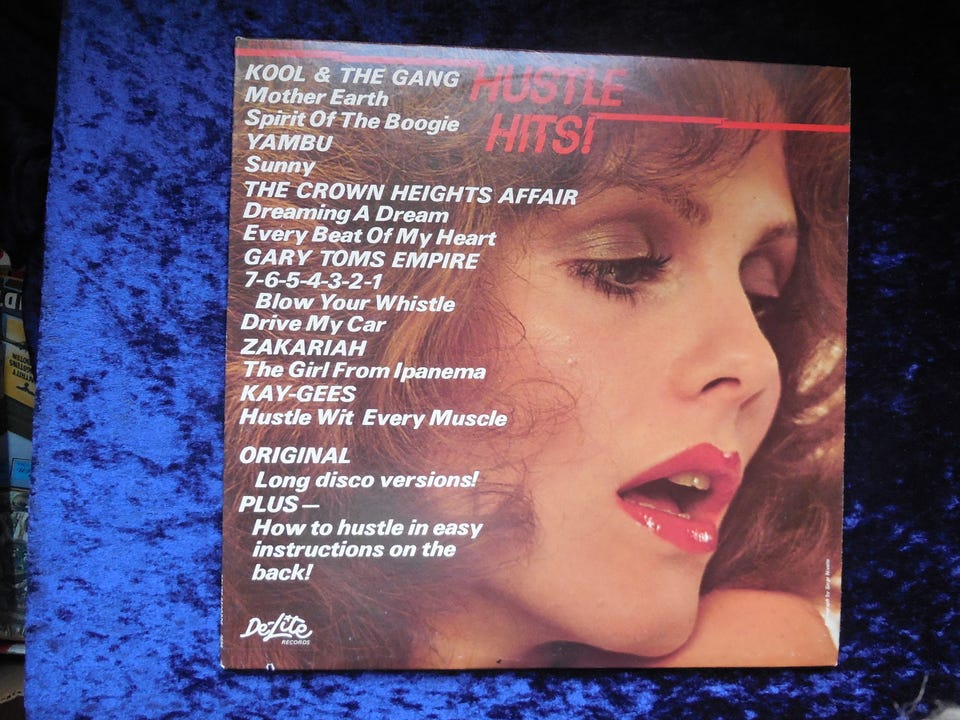 HUSTLE
HITS!
KOOL & THE GANG
Mother Earth
Spirit Of The Boogie
YAMBU
Sunny
THE CROWN HEIGHTS AFFAIR
Dreaming A Dream
Every Beat Of My Heart
GARY TOMS EMPIRE
7-6-5-4-3-2-1
Blow Your Whistle
Drive My Car
ZAKARIAH
The Girl From Ipanema
KAY-GEES
Hustle Wit Every Muscle
ORIGINAL
Long disco versions!
PLUS—
How to hustle in easy
instructions on the
back!
De-Lite
RECORDS